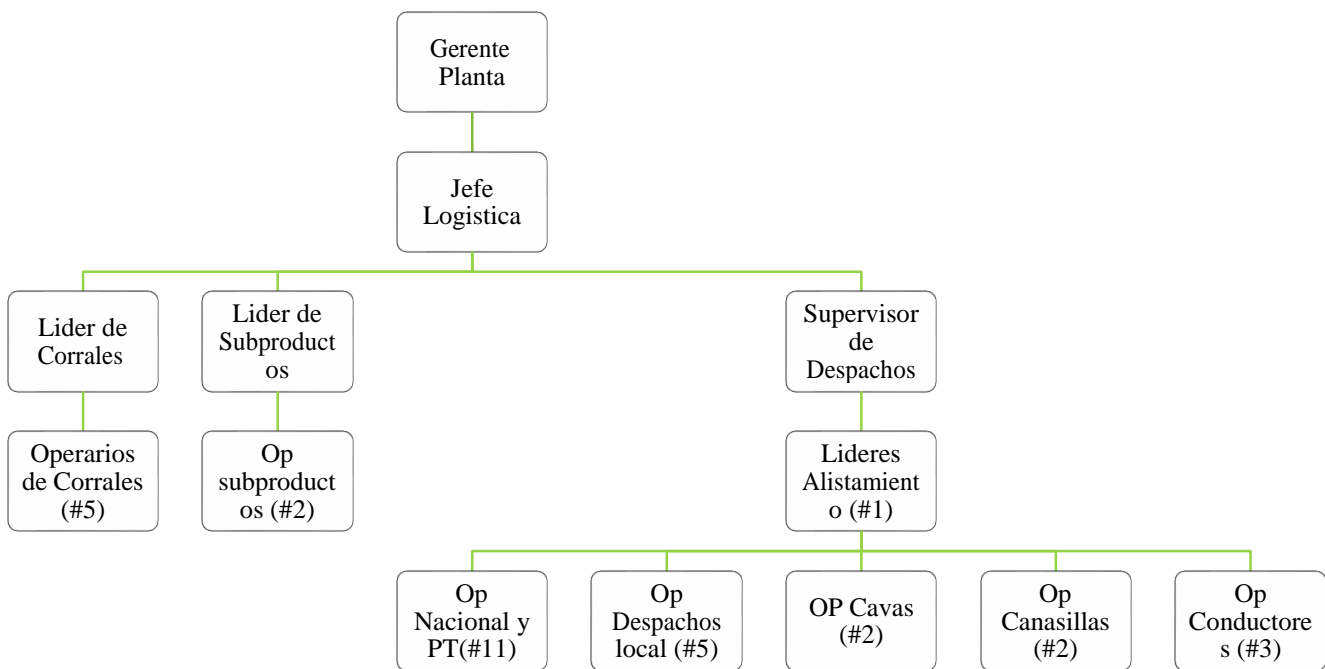 Gerente
Planta
Jefe
Logistica
Lider de
Corrales
Lider de
Subproduct
os
Supervisor
de
Despachos
Operarios
de Corrales
(#5)
Op
subproduct
os (#2)
Lideres
Alistamient
o (#1)
Op
Nacional y
PT(#11)
Op
Despachos
local (#5)
OP Cavas
(#2)
Op
Canasillas
(#2)
Op
Conductore
s (#3)